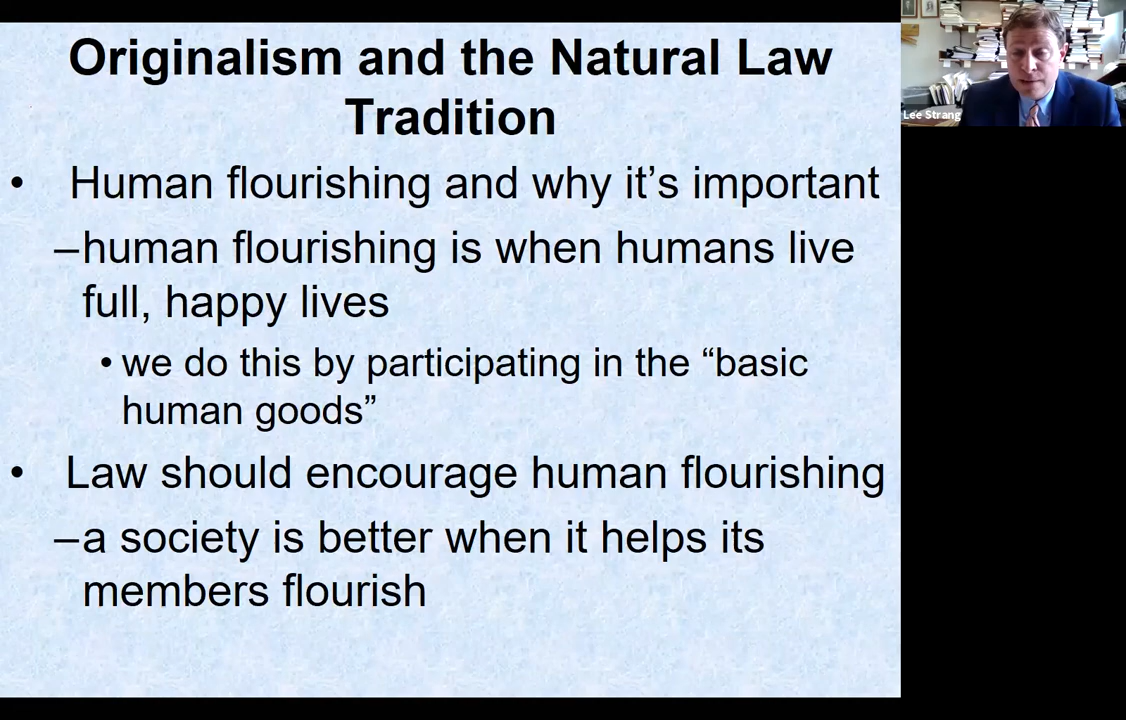 Originalism and the Natural Law
Tradition
• Human flourishing and why it’s important
–human flourishing is when humans live
full, happy lives
• we do this by participating in the “basic
human goods”
• Law should encourage human flourishing
–a society is better when it helps its
members flourish
Lee Strang